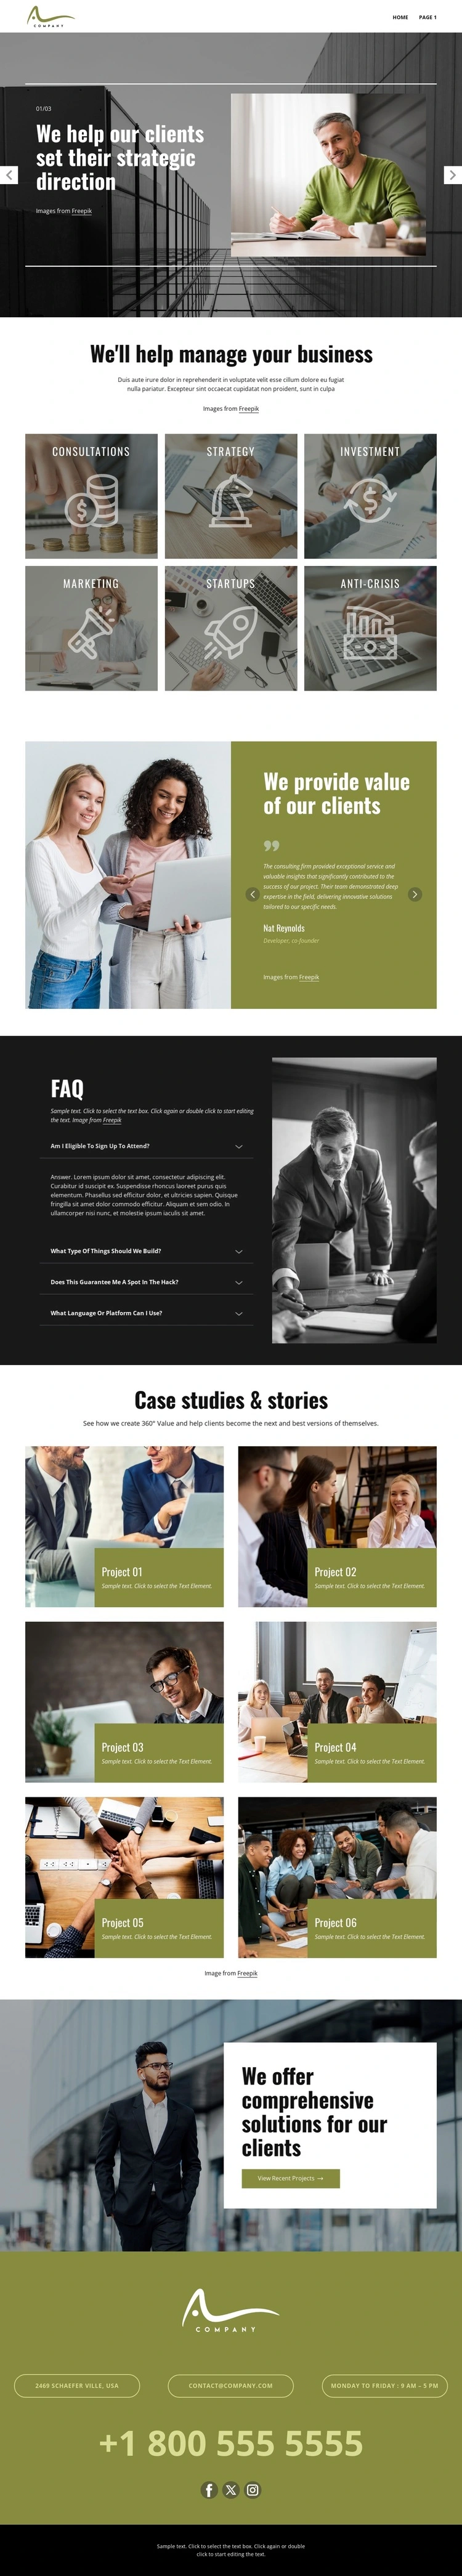 COMPANY
HOME
PAGE 1
01/03
We help our clients
set their strategic
direction
Images from Freepik
We'll help manage your business
Duis aute irure dolor in reprehenderit in voluptate velit esse cillum dolore eu fugiat
nulla pariatur. Excepteur sint occaecat cupidatat non proident, sunt in culpa
Images from Freepik
CONSULTATIONS
STRATEGY
INVESTMENT
MARKETING
STARTUPS
ANTI-CRISIS
We provide value
of our clients
The consulting firm provided exceptional service and
valuable insights that significantly contributed to the
success of our project. Their team demonstrated deep
expertise in the field, delivering innovative solutions
tailored to our specific needs.
Nat Reynolds
Developer, co-founder
Images from Freepik
FAQ
Sample text. Click to select the text box. Click again or double click to start editing
the text. Image from Freepik
Am I Eligible To Sign Up To Attend?
Answer. Lorem ipsum dolor sit amet, consectetur adipiscing elit.
Curabitur id suscipit ex. Suspendisse rhoncus laoreet purus quis
elementum. Phasellus sed efficitur dolor, et ultricies sapien. Quisque
fringilla sit amet dolor commodo efficitur. Aliquam et sem odio. In
ullamcorper nisi nunc, et molestie ipsum iaculis sit amet.
What Type Of Things Should We Build?
Does This Guarantee Me A Spot In The Hack?
What Language Or Platform Can I Use?
Case studies & stories
See how we create 360° Value and help clients become the next and best versions of themselves.
Project 01
Sample text. Click to select the Text Element.
Project 02
Sample text. Click to select the Text Element.
Project 03
Sample text. Click to select the Text Element.
Project 04
Sample text. Click to select the Text Element.
Project 05
Sample text. Click to select the Text Element.
Project 06
Sample text. Click to select the Text Element.
Image from Freepik
We offer
comprehensive
solutions for our
clients
View Recent Projects →
COMPANY
2469 SCHAEFER VILLE, USA
CONTACT@COMPANY.COM
MONDAY TO FRIDAY : 9 AM – 5 PM
+1 800 555 5555
Sample text. Click to select the text box. Click again or double
click to start editing the text.